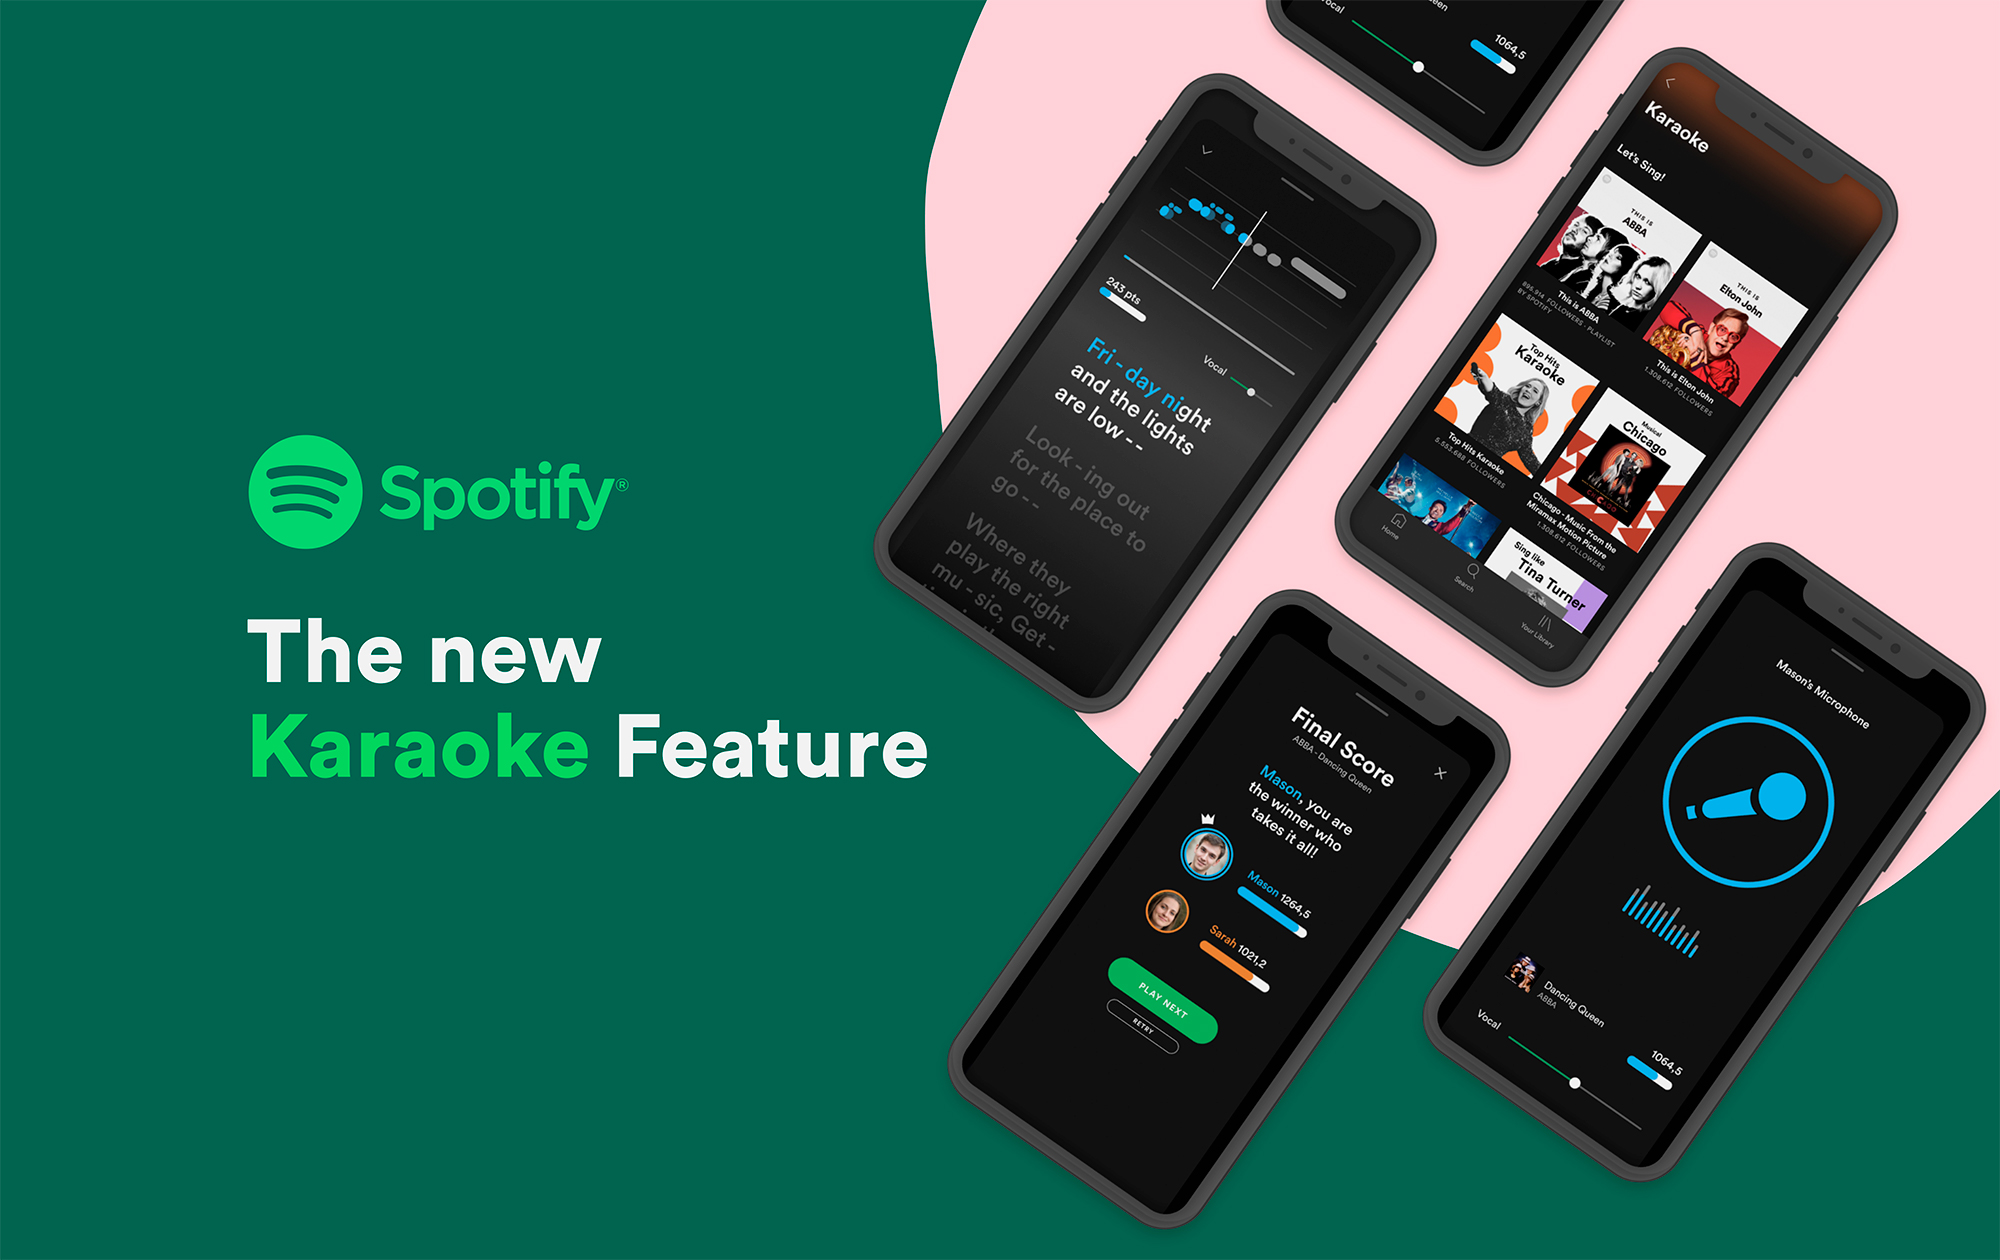 Spotify®
The new
Karaoke Feature
Vocal
1064,5
243 pts
Vocal
Fri - day night
and the lights
are low - -
Look - ing out
for the place to
go - -
Where they
play the right
mu - sic, Get -
Karaoke
Let's Sing!
THIS IS
ABBA
This is ABBA
896.914 FOLLOWERS · PLAYLIST
BY SPOTIFY
THIS IS
Elton John
This is Elton John
1.308.612 FOLLOWERS
Top Hits
Karaoke
Top Hits Karaoke
5.553.688 FOLLOWERS
Musical
Chicago
Chicago - Music From the
Miramax Motion Picture
1.308.612 FOLLOWERS
Sing like
Tina Turner
Home
Search
Your Library
Final Score
ABBA - Dancing Queen
Mason, you are
the winner who
takes it all!
Mason 1264,5
Sarah 1021,2
PLAY NEXT
RETRY
Mason's Microphone
Dancing Queen
ABBA
Vocal
1064,5